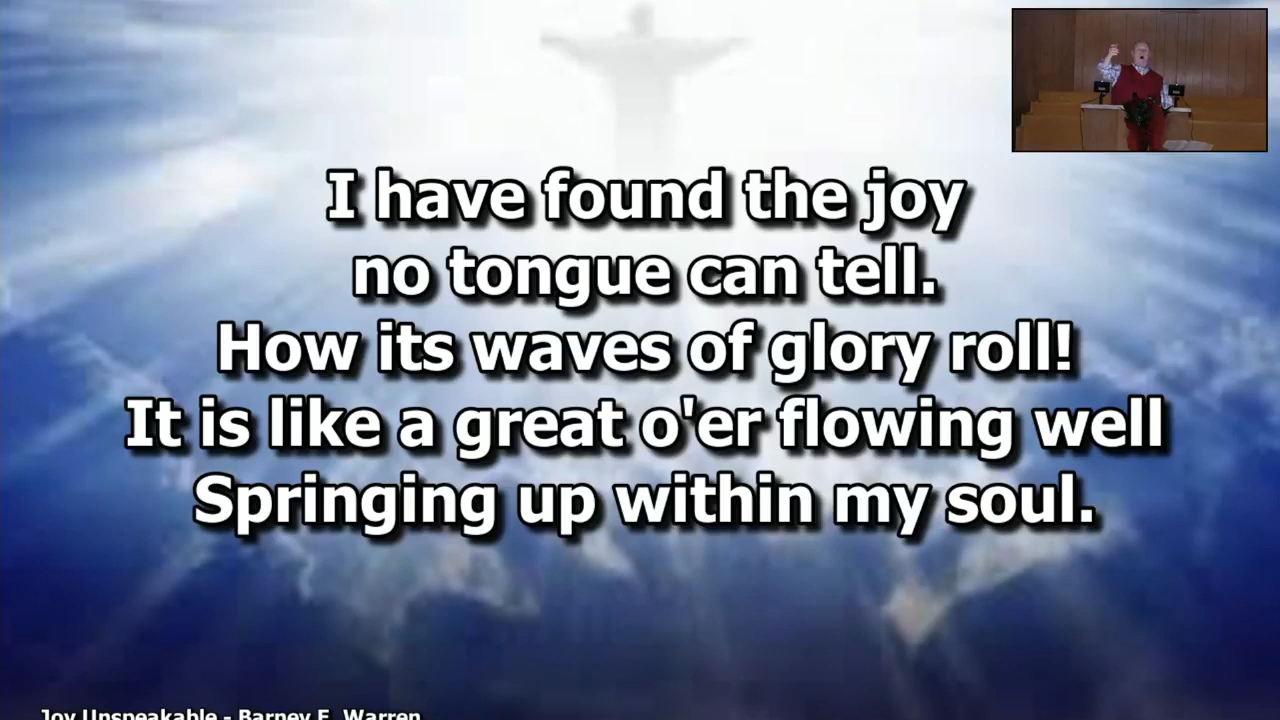 I have found the joy
no tongue can tell.
How its waves of glory roll!
It is like a great o'er flowing well
Springing up within my soul.
Joy Unspeakable - Barney E. Warren